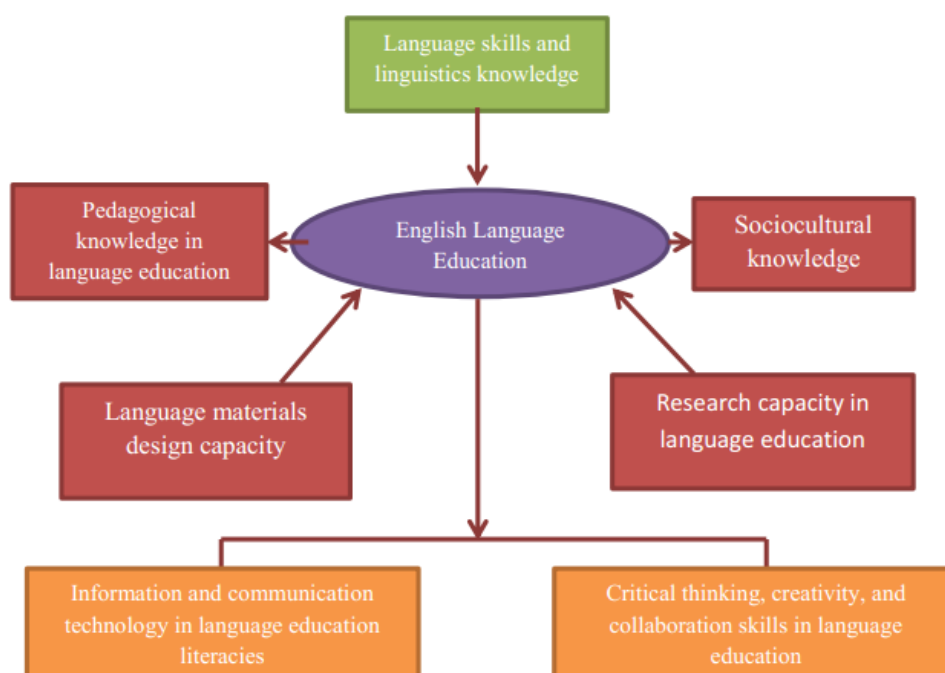 Language skills and
linguistics knowledge
Pedagogical
knowledge in
language education
English Language
Education
Sociocultural
knowledge
Language materials
design capacity
Research capacity in
language education
Information and communication
technology in language education
literacies
Critical thinking, creativity, and
collaboration skills in language
education